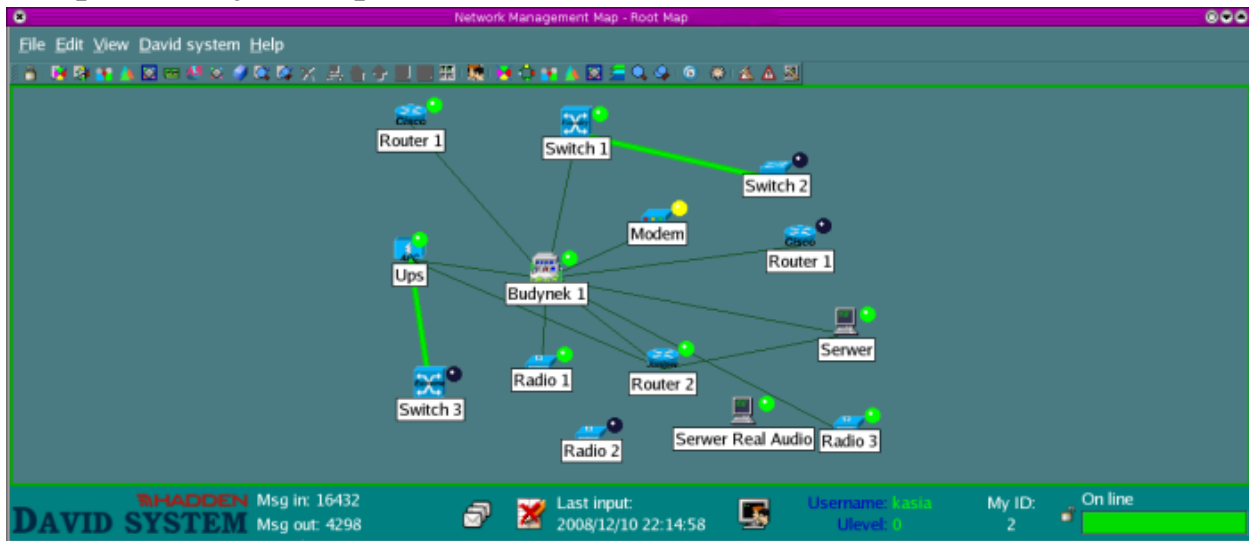 Network Management Map - Root Map
File Edit View David system Help
Cisco
Router 1
Switch 1
Switch 2
Modem
Cisco
Router 1
APC
Ups
Budynek 1
Serwer
Radio 1
Router 2
Switch 3
Serwer Real Audio
Radio 3
Radio 2
HADDEN
DAVID SYSTEM
Msg in: 16432
Msg out: 4298
Last input:
2008/12/10 22:14:58
Username: kasia
Ulevel: 0
My ID:
2
On line